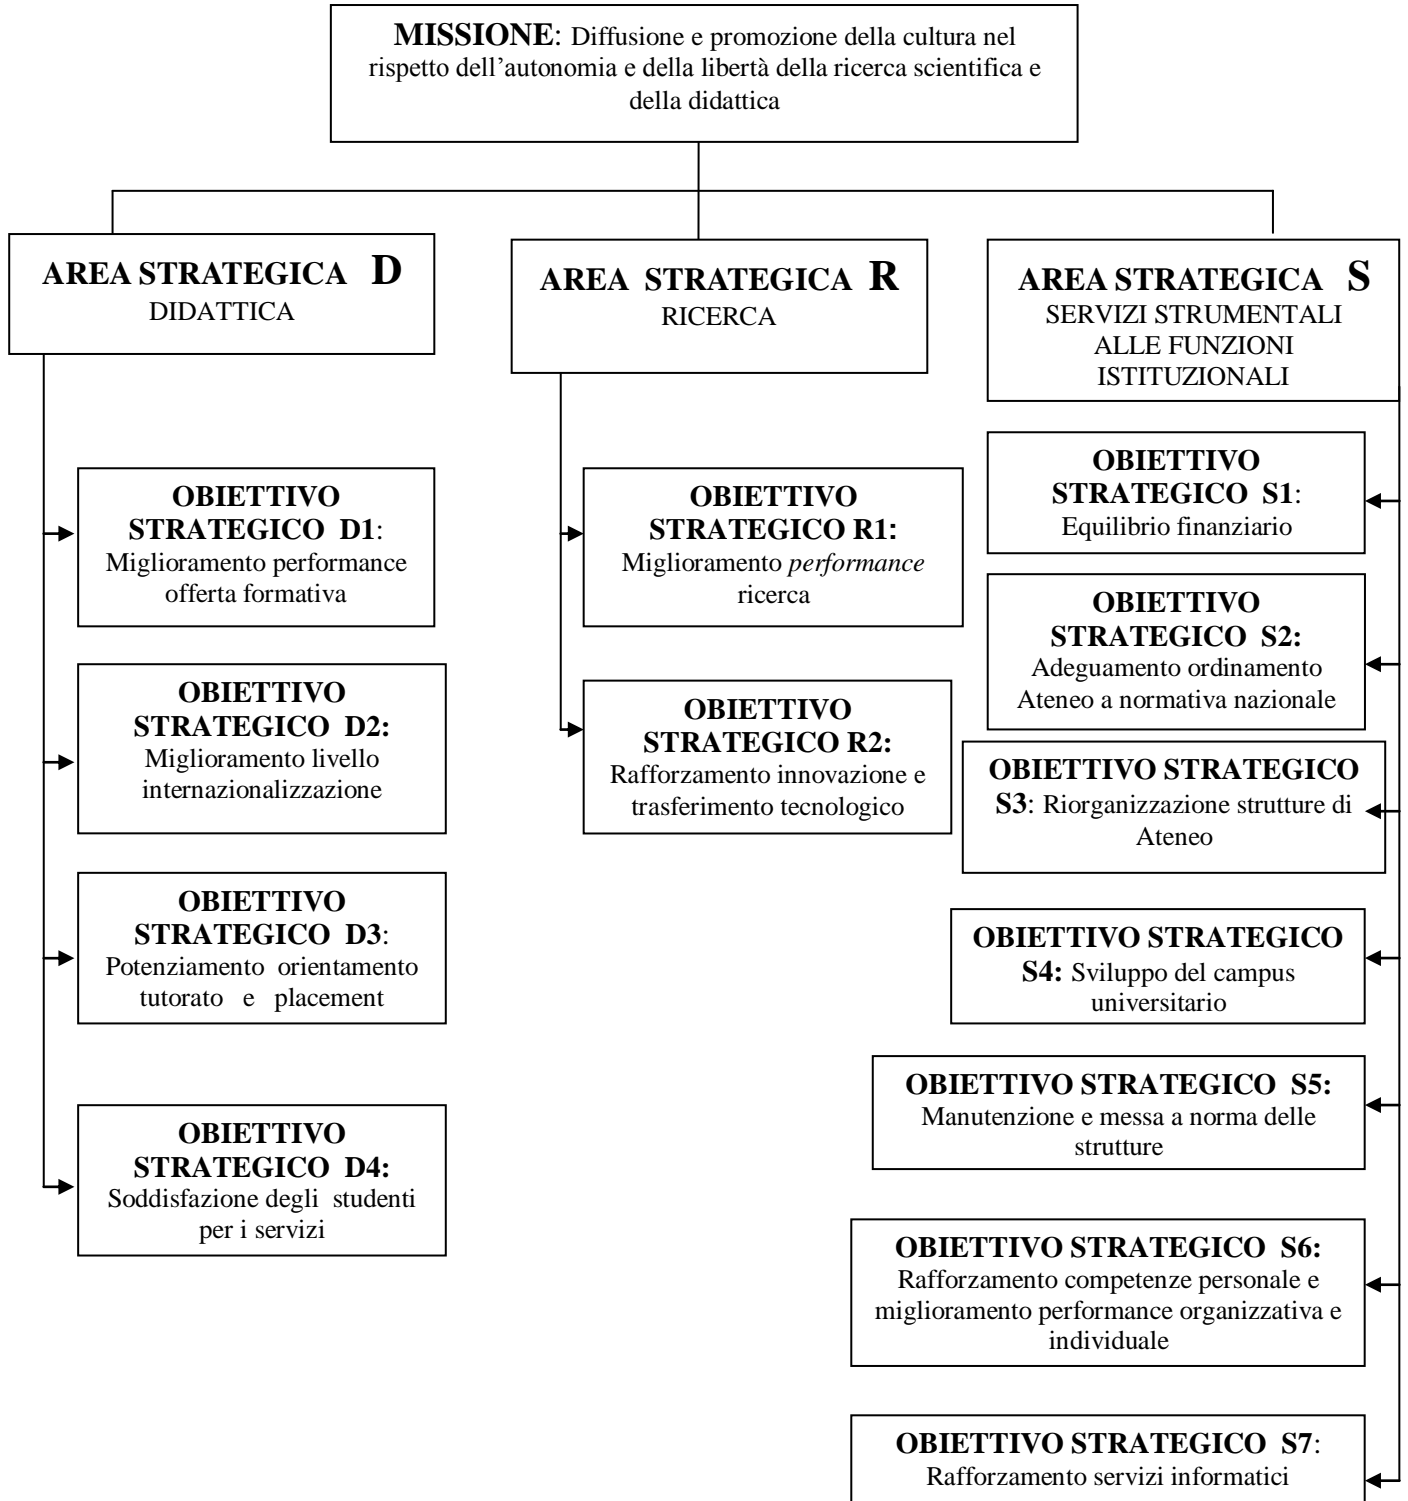 MISSIONE: Diffusione e promozione della cultura nel
rispetto dell’autonomia e della libertà della ricerca scientifica e
della didattica
AREA STRATEGICA D
DIDATTICA
OBIETTIVO
STRATEGICO D1:
Miglioramento performance
offerta formativa
OBIETTIVO
STRATEGICO D2:
Miglioramento livello
internazionalizzazione
OBIETTIVO
STRATEGICO D3:
Potenziamento orientamento
tutorato e placement
OBIETTIVO
STRATEGICO D4:
Soddisfazione degli studenti
per i servizi
AREA STRATEGICA R
RICERCA
OBIETTIVO
STRATEGICO R1:
Miglioramento performance
ricerca
OBIETTIVO
STRATEGICO R2:
Rafforzamento innovazione e
trasferimento tecnologico
AREA STRATEGICA S
SERVIZI STRUMENTALI
ALLE FUNZIONI
ISTITUZIONALI
OBIETTIVO
STRATEGICO S1:
Equilibrio finanziario
OBIETTIVO
STRATEGICO S2:
Adeguamento ordinamento
Ateneo a normativa nazionale
OBIETTIVO STRATEGICO
S3: Riorganizzazione strutture di
Ateneo
OBIETTIVO STRATEGICO
S4: Sviluppo del campus
universitario
OBIETTIVO STRATEGICO S5:
Manutenzione e messa a norma delle
strutture
OBIETTIVO STRATEGICO S6:
Rafforzamento competenze personale e
miglioramento performance organizzativa e
individuale
OBIETTIVO STRATEGICO S7:
Rafforzamento servizi informatici